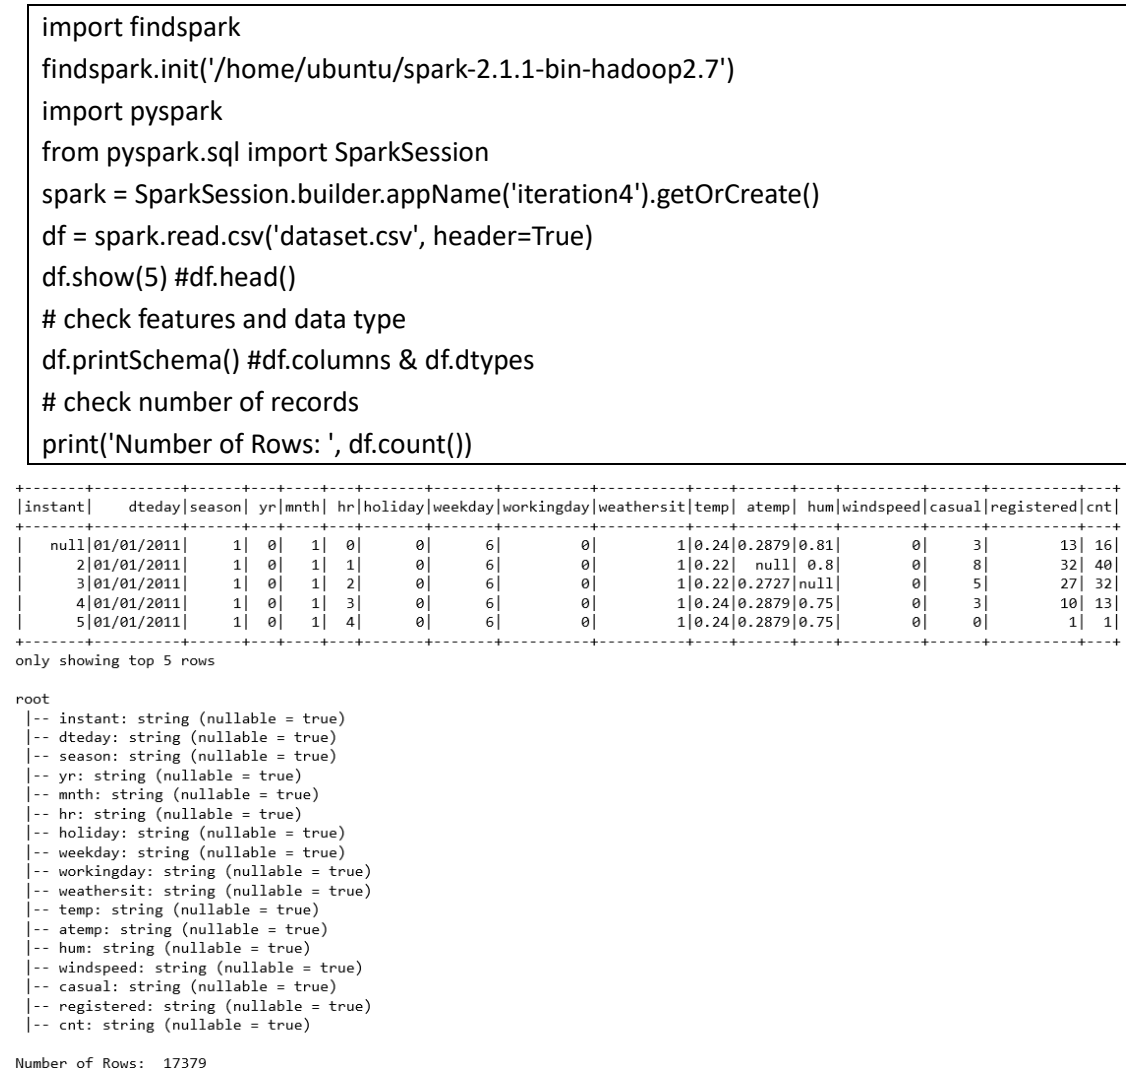 import findspark
findspark.init('/home/ubuntu/spark-2.1.1-bin-hadoop2.7')
import pyspark
from pyspark.sql import SparkSession
spark = SparkSession.builder.appName('iteration4').getOrCreate()
df = spark.read.csv('dataset.csv', header=True)
df.show(5) #df.head()
# check features and data type
df.printSchema() #df.columns & df.dtypes
# check number of records
print('Number of Rows: ', df.count())
+-------+----------+------+---+----+---+-------+-------+----------+----------+----+------+----+---------+------+----------+---+
|instant|    dteday|season| yr|mnth| hr|holiday|weekday|workingday|weathersit|temp| atemp| hum|windspeed|casual|registered|cnt|
+-------+----------+------+---+----+---+-------+-------+----------+----------+----+------+----+---------+------+----------+---+
|   null|01/01/2011|     1|  0|   1|  0|      0|      6|         0|         1|0.24|0.2879|0.81|        0|     3|        13| 16|
|      2|01/01/2011|     1|  0|   1|  1|      0|      6|         0|         1|0.22|  null| 0.8|        0|     8|        32| 40|
|      3|01/01/2011|     1|  0|   1|  2|      0|      6|         0|         1|0.22|0.2727|null|        0|     5|        27| 32|
|      4|01/01/2011|     1|  0|   1|  3|      0|      6|         0|         1|0.24|0.2879|0.75|        0|     3|        10| 13|
|      5|01/01/2011|     1|  0|   1|  4|      0|      6|         0|         1|0.24|0.2879|0.75|        0|     0|         1|  1|
+-------+----------+------+---+----+---+-------+-------+----------+----------+----+------+----+---------+------+----------+---+
only showing top 5 rows
root
 |-- instant: string (nullable = true)
 |-- dteday: string (nullable = true)
 |-- season: string (nullable = true)
 |-- yr: string (nullable = true)
 |-- mnth: string (nullable = true)
 |-- hr: string (nullable = true)
 |-- holiday: string (nullable = true)
 |-- weekday: string (nullable = true)
 |-- workingday: string (nullable = true)
 |-- weathersit: string (nullable = true)
 |-- temp: string (nullable = true)
 |-- atemp: string (nullable = true)
 |-- hum: string (nullable = true)
 |-- windspeed: string (nullable = true)
 |-- casual: string (nullable = true)
 |-- registered: string (nullable = true)
 |-- cnt: string (nullable = true)
Number of Rows:  17379